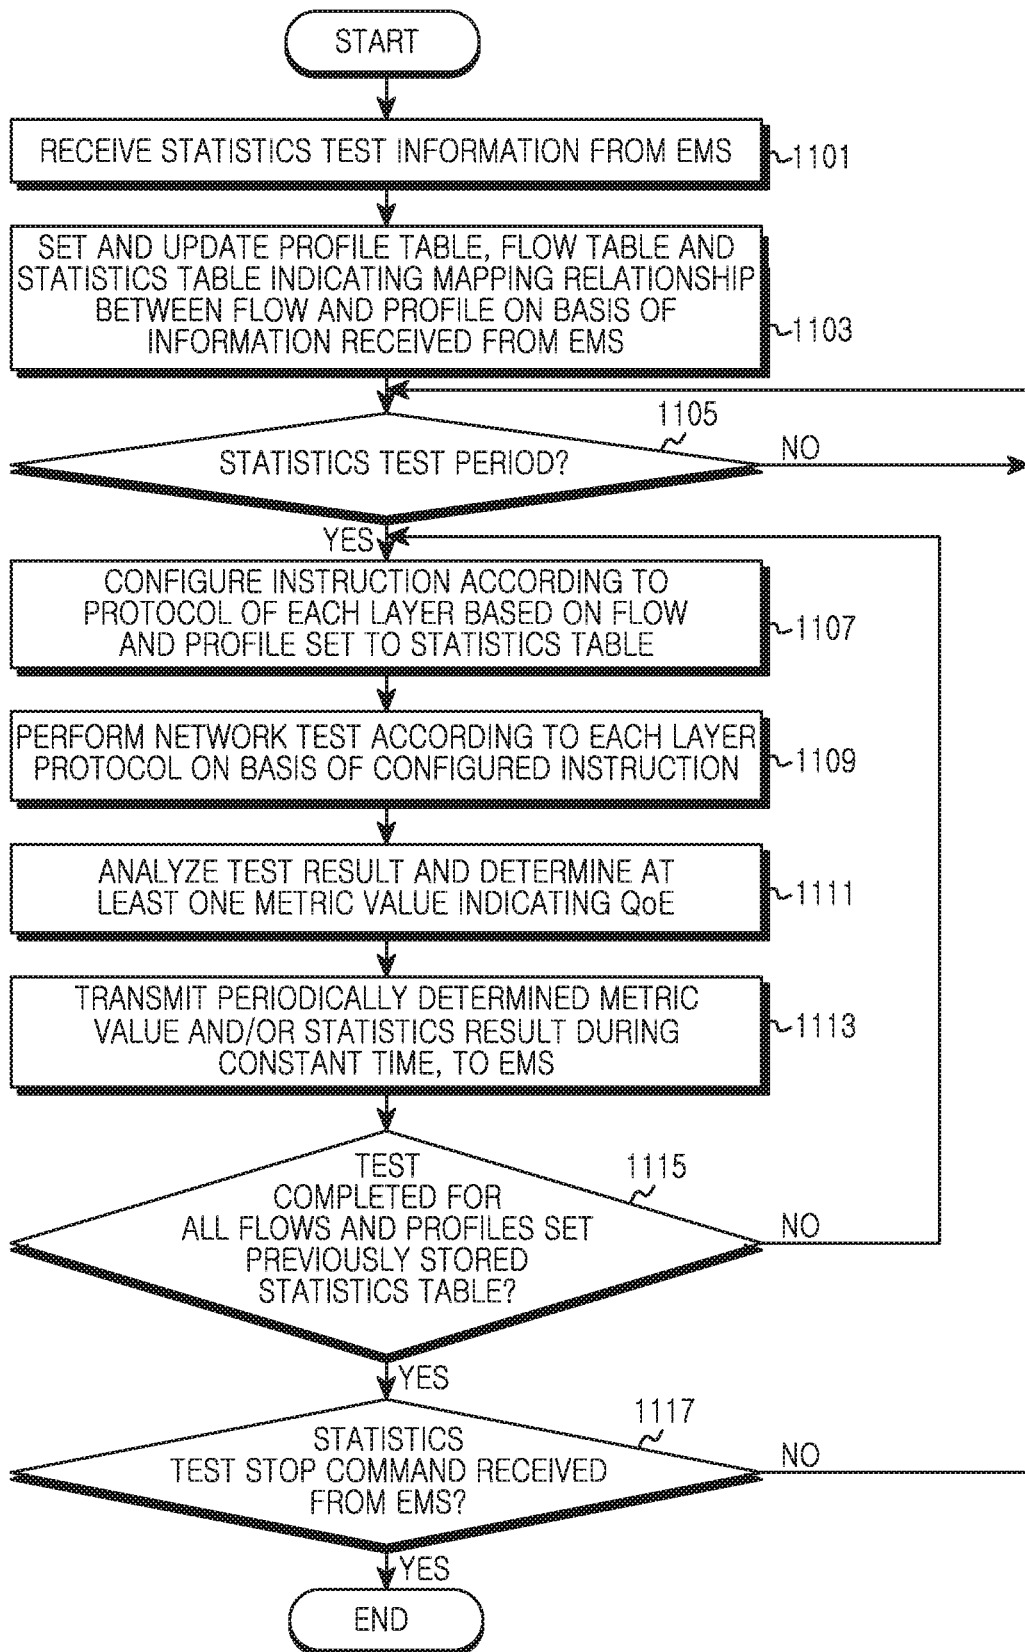 START
RECEIVE STATISTICS TEST INFORMATION FROM EMS
1101
SET AND UPDATE PROFILE TABLE, FLOW TABLE AND
STATISTICS TABLE INDICATING MAPPING RELATIONSHIP
BETWEEN FLOW AND PROFILE ON BASIS OF
INFORMATION RECEIVED FROM EMS
1103
1105
STATISTICS TEST PERIOD?
NO
YES
CONFIGURE INSTRUCTION ACCORDING TO
PROTOCOL OF EACH LAYER BASED ON FLOW
AND PROFILE SET TO STATISTICS TABLE
1107
PERFORM NETWORK TEST ACCORDING TO EACH LAYER
PROTOCOL ON BASIS OF CONFIGURED INSTRUCTION
1109
ANALYZE TEST RESULT AND DETERMINE AT
LEAST ONE METRIC VALUE INDICATING QoE
1111
TRANSMIT PERIODICALLY DETERMINED METRIC
VALUE AND/OR STATISTICS RESULT DURING
CONSTANT TIME, TO EMS
1113
TEST
COMPLETED FOR
ALL FLOWS AND PROFILES SET
PREVIOUSLY STORED
STATISTICS TABLE?
1115
NO
YES
STATISTICS
TEST STOP COMMAND RECEIVED
FROM EMS?
1117
NO
YES
END